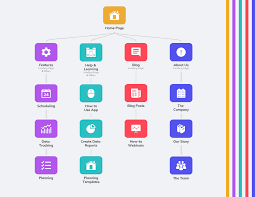 Home Page
Features
Help &
Learning
Blog
About Us
Scheduling
How to
Use App
Blog Posts
The
Company
Data
Tracking
Create Data
Reports
How-to
Webinars
Our Story
Planning
Planning
Templates
The Team